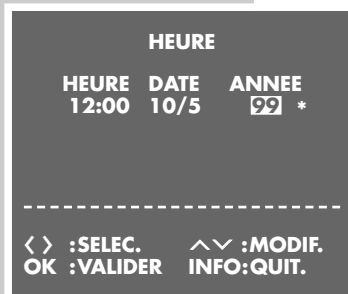 HEURE
HEURE DATE ANNEE
12:00 10/5 99 *
< > :SELEC. ∧∨ :MODIF.
OK :VALIDER INFO:QUIT.